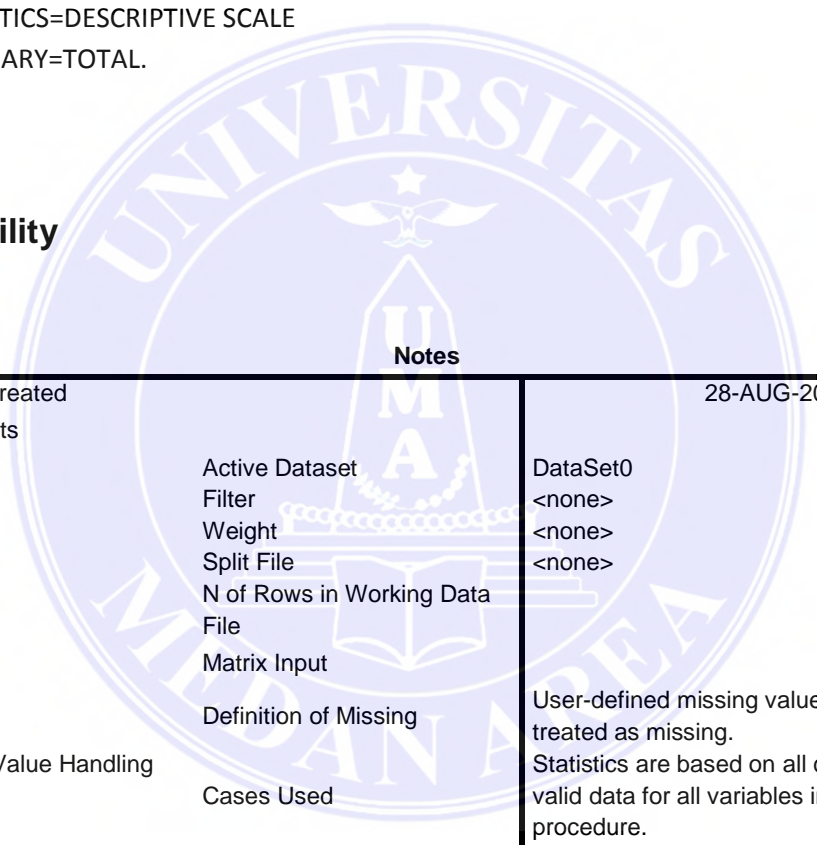 TICS=DESCRIPTIVE SCALE
ARY=TOTAL.
UNIVERSITAS
ility
UMA
Notes
reated 28-AUG-20
ts
Active Dataset DataSet0
Filter <none>
Weight <none>
Split File <none>
N of Rows in Working Data
File
Matrix Input
Definition of Missing User-defined missing value
treated as missing.
Value Handling
Cases Used Statistics are based on all
valid data for all variables i
procedure.
MEDAN AREA